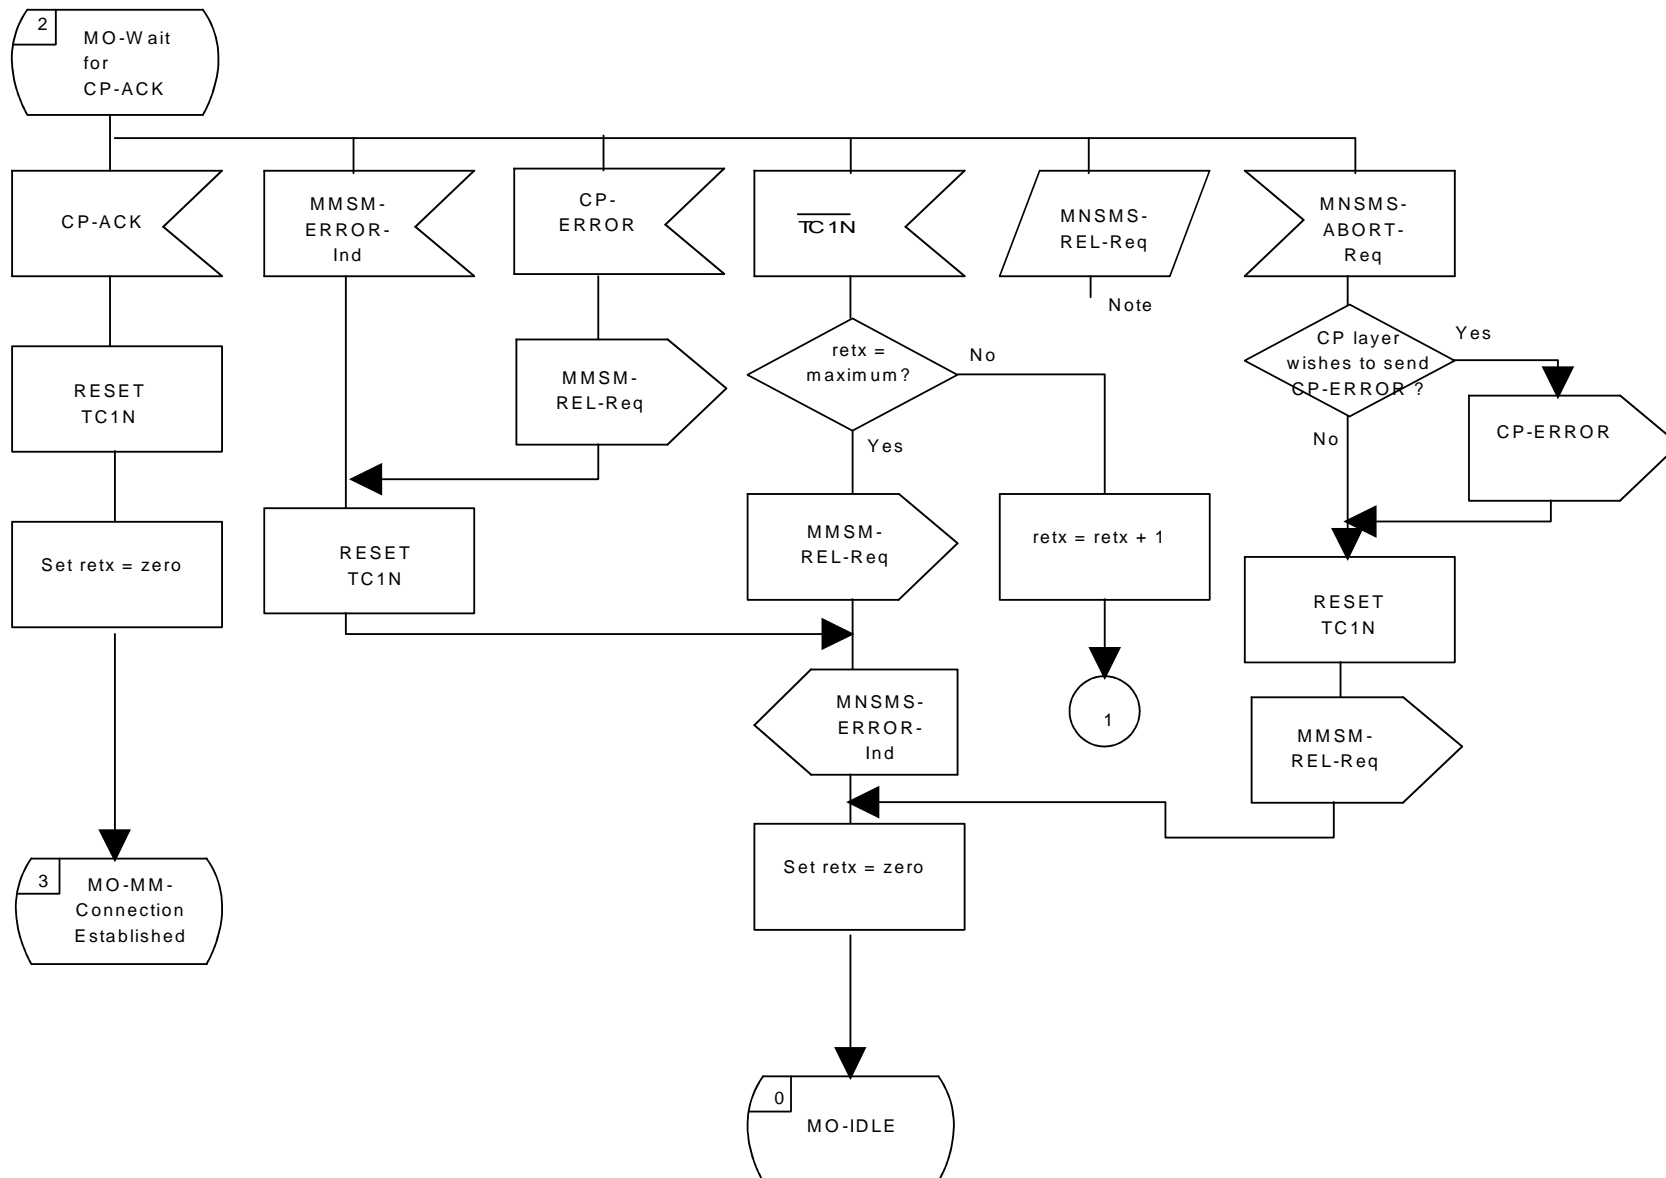 2
MO-Wait
for
CP-ACK
CP-ACK
MMSM-
ERROR-
Ind
CP-
ERROR
TC1N
MNSMS-
REL-Req
Note
MNSMS-
ABORT-
Req
RESET
TC1N
MMSM-
REL-Req
retx =
maximum?
No
Yes
CP layer
wishes to send
CP-ERROR ?
Yes
No
CP-ERROR
Set retx = zero
RESET
TC1N
MMSM-
REL-Req
retx = retx + 1
RESET
TC1N
MNSMS-
ERROR-
Ind
1
MMSM-
REL-Req
Set retx = zero
3
MO-MM-
Connection
Established
0
MO-IDLE